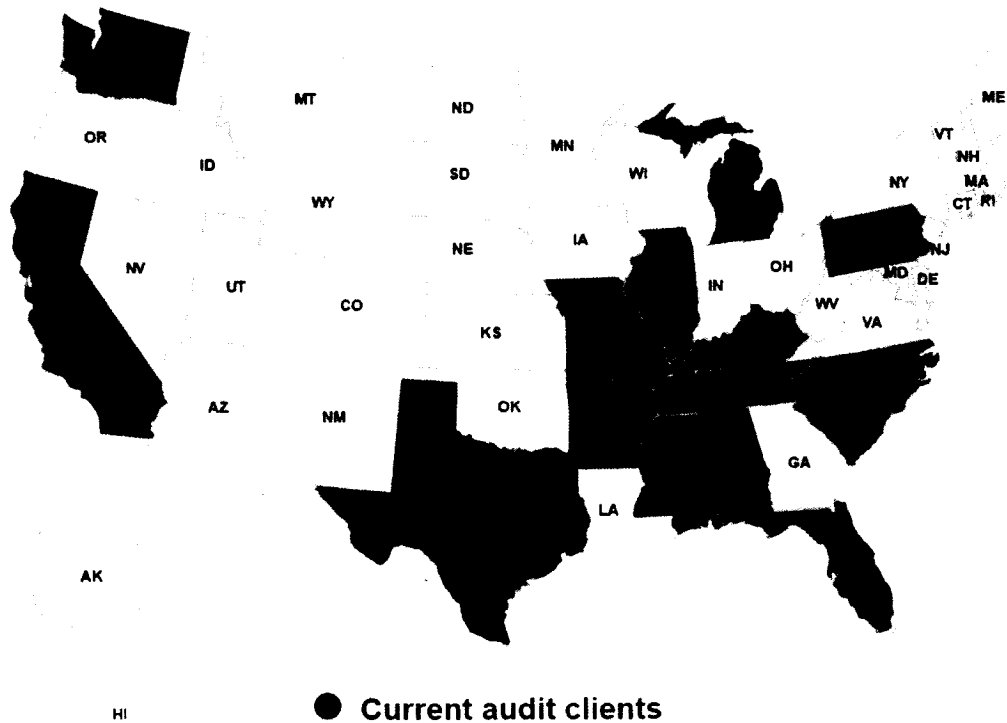 MT
ND
ME
OR
MN
VT
ID
NH
SD
WI
NY
MA
WY
CT
RI
IA
NE
NV
OH
NJ
UT
IN
MD
DE
CO
WV
KS
VA
AZ
NM
OK
GA
LA
AK
HI
Current audit clients